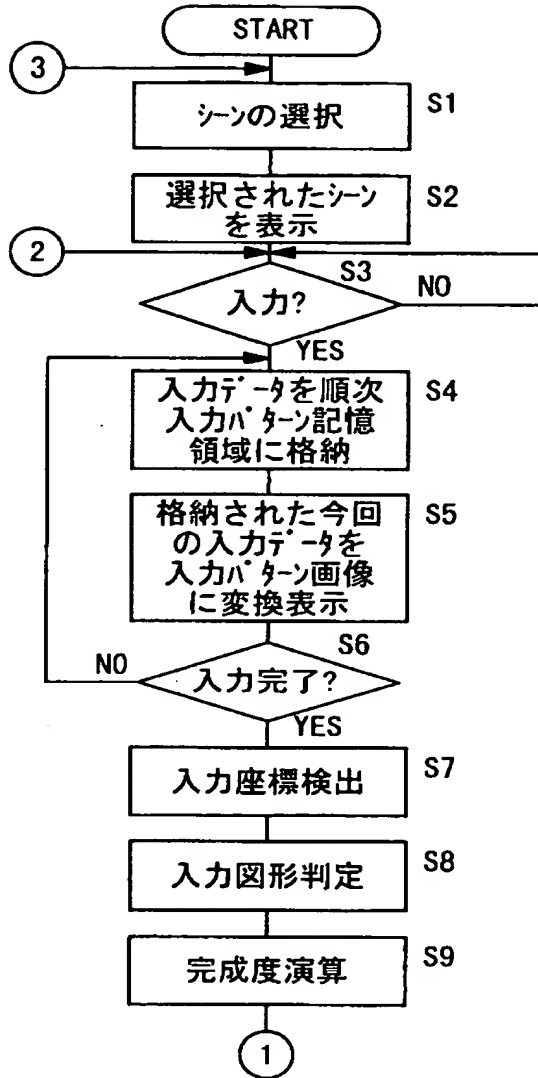 START
3
シーンの選択
S1
選択されたシーン
を表示
S2
2
S3
入力?
NO
YES
入力データを順次
入力パターン記憶
領域に格納
S4
格納された今回
の入力データを
入力パターン画像
に変換表示
S5
S6
NO
入力完了?
YES
入力座標検出
S7
入力図形判定
S8
完成度演算
S9
1